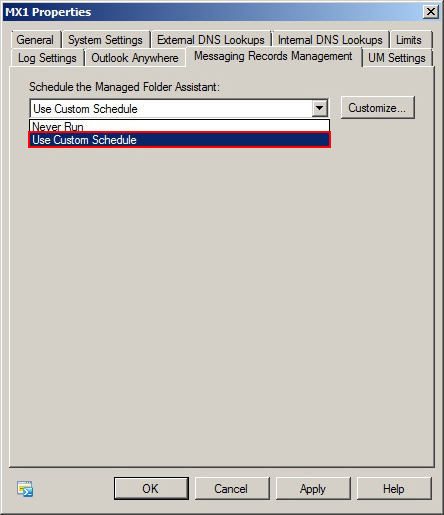 MX1 Properties
General System Settings External DNS Lookups Internal DNS Lookups Limits
Log Settings Outlook Anywhere Messaging Records Management UM Settings
Schedule the Managed Folder Assistant:
Use Custom Schedule Customize...
Never Run
Use Custom Schedule
OK Cancel Apply Help